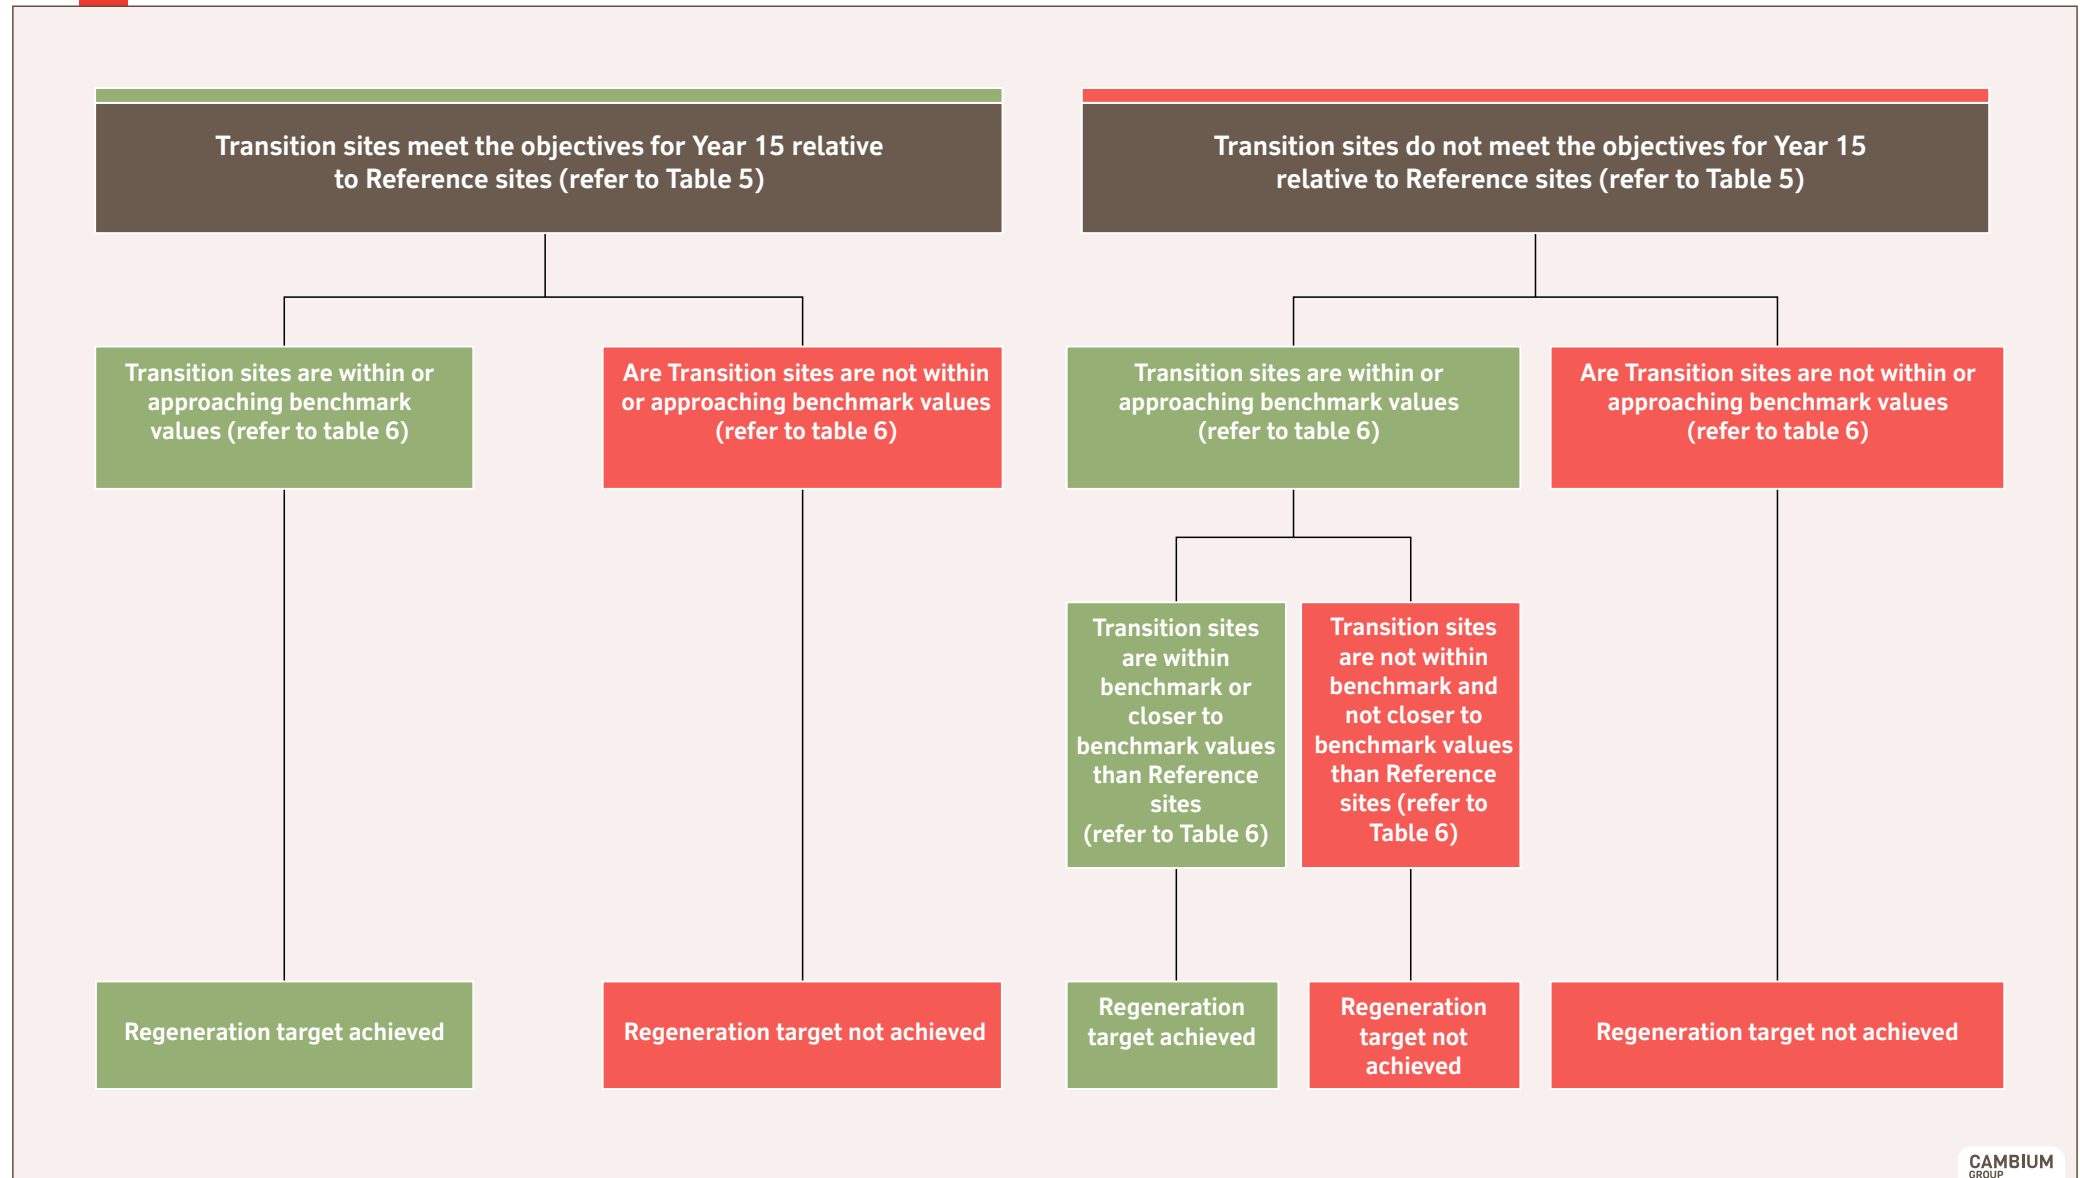 Transition sites meet the objectives for Year 15 relative
to Reference sites (refer to Table 5)
Transition sites do not meet the objectives for Year 15
relative to Reference sites (refer to Table 5)
Transition sites are within or
approaching benchmark
values (refer to table 6)
Are Transition sites are not within
or approaching benchmark values
(refer to table 6)
Transition sites are within or
approaching benchmark values
(refer to table 6)
Are Transition sites are not within or
approaching benchmark values
(refer to table 6)
Transition sites
are within
benchmark or
closer to
benchmark values
than Reference
sites
(refer to Table 6)
Transition sites
are not within
benchmark and
not closer to
benchmark values
than Reference
sites (refer to
Table 6)
Regeneration target achieved
Regeneration target not achieved
Regeneration
target achieved
Regeneration
target not
achieved
Regeneration target not achieved
CAMBIUM
GROUP